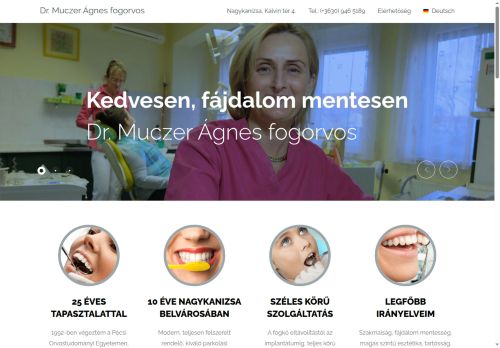 Dr. Muczer Ágnes fogorvos
Nagykanizsa, Kálvin tér 4.
Tel.: (+3630) 946 5189
Elérhetőség
Deutsch
Kedvesen, fájdalom mentesen
Dr. Muczer Ágnes fogorvos
25 ÉVES
TAPASZTALATTAL
1992-ben végeztem a Pécsi
Orvostudományi Egyetemen,
10 ÉVE NAGYKANIZSA
BELVÁROSÁBAN
Modern, teljesen felszerelt
rendelő, kiváló parkolási
SZÉLES KÖRŰ
SZOLGÁLTATÁS
A fogkő eltávolítástól az
implantátumig, teljes körű
LEGFŐBB
IRÁNYELVEIM
Szakmaiság, fájdalom mentesség,
magas szintű esztétika, tartósság.